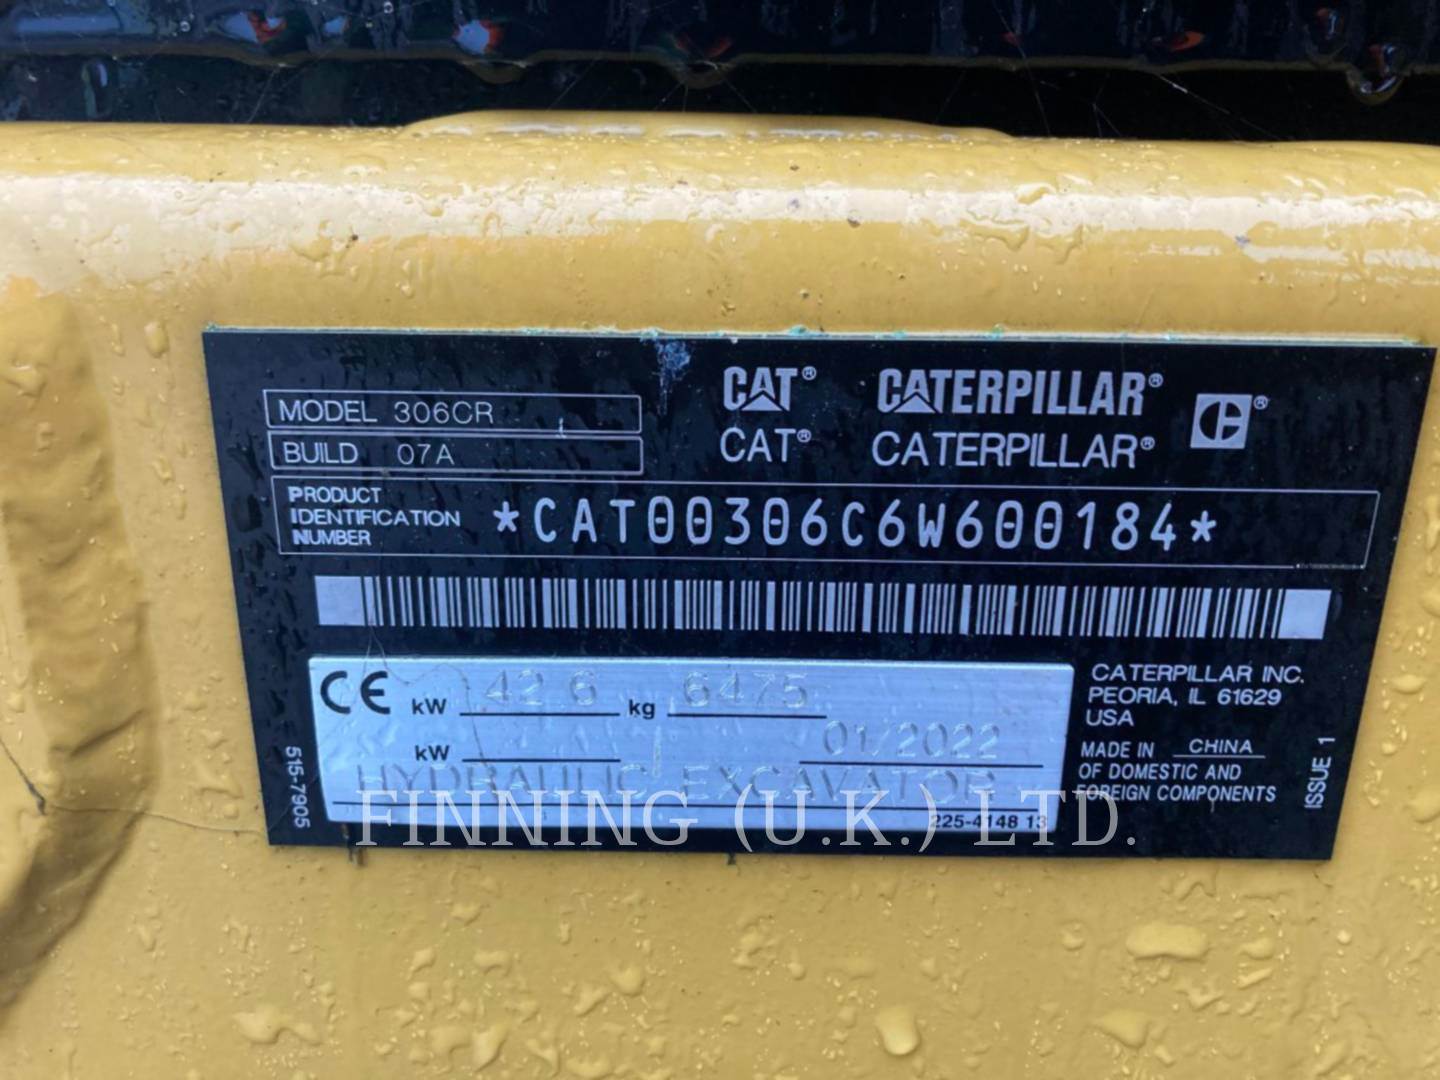 MODEL 306CR
BUILD 07A
CAT® CATERPILLAR®
CAT® CATERPILLAR®
C®
PRODUCT IDENTIFICATION NUMBER *CAT00306C6W600184*
CE kW 42.6 kg 6475
kW 01/2022
HYDRAULIC EXCAVATOR
225-4148 13
515-7905
CATERPILLAR INC.
PEORIA, IL 61629
USA
MADE IN CHINA
OF DOMESTIC AND
FOREIGN COMPONENTS
ISSUE 1
FINNING (U.K.) LTD.